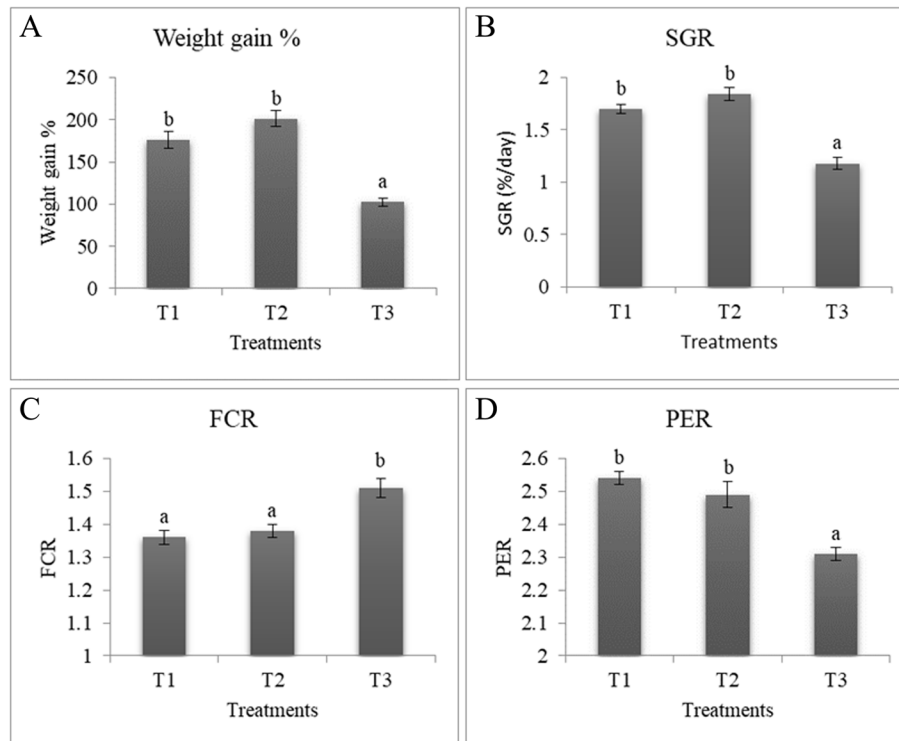 A
Weight gain %
Weight gain %
250
200
150
100
50
0
b
b
a
T1 T2 T3
Treatments
B
SGR
SGR (%/day)
2
1.5
1
0.5
0
b
b
a
T1 T2 T3
Treatments
C
FCR
FCR
1.6
1.5
1.4
1.3
1.2
1.1
1
a
a
b
T1 T2 T3
Treatments
D
PER
PER
2.6
2.5
2.4
2.3
2.2
2.1
2
b
b
a
T1 T2 T3
Treatments